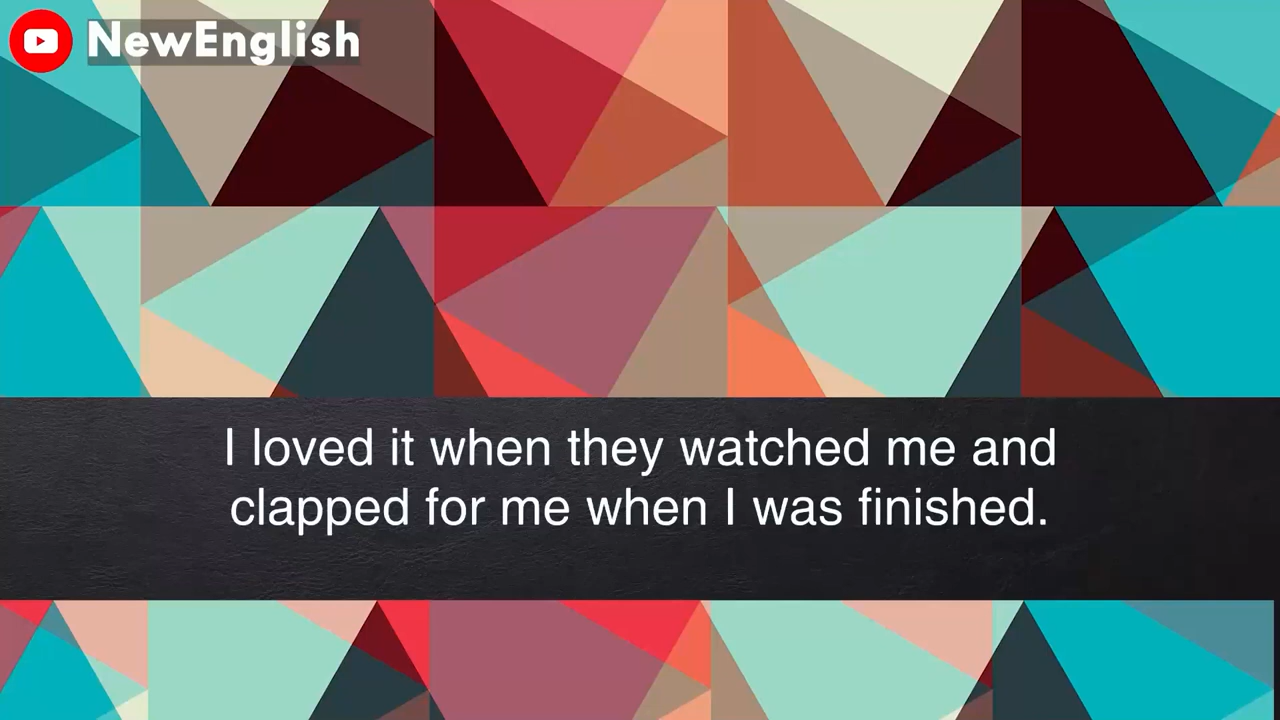 NewEnglish
I loved it when they watched me and
clapped for me when I was finished.